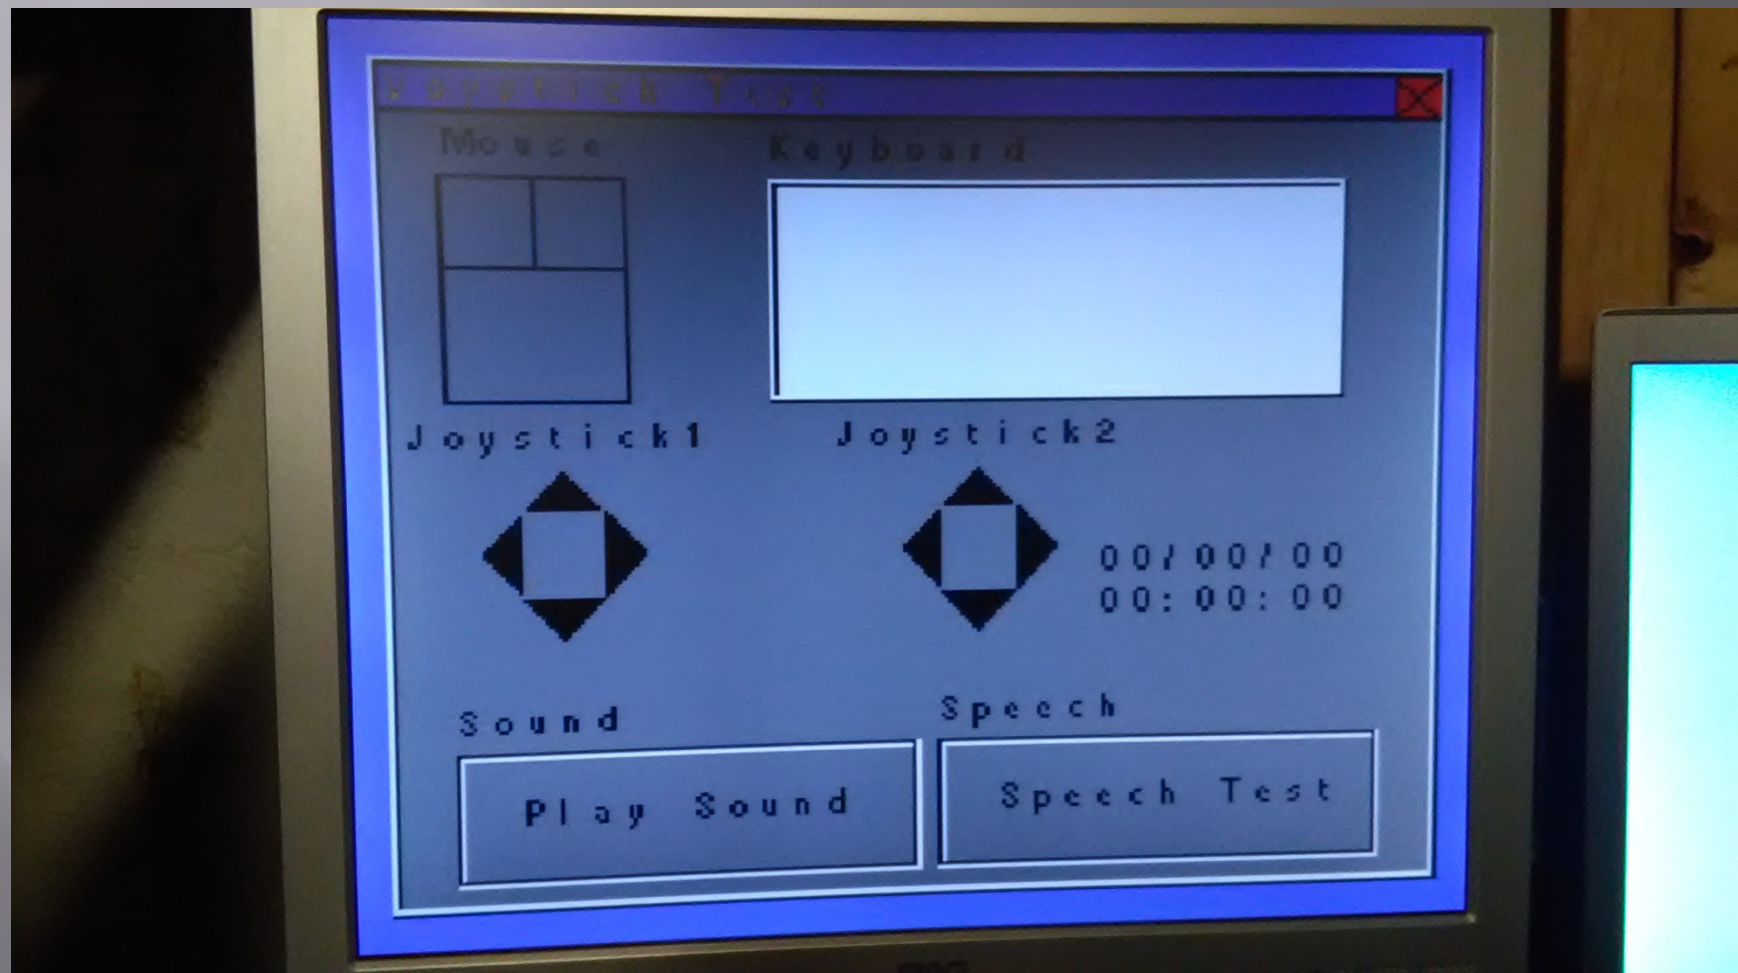 Joystick Test
Mouse
Keyboard
Joystick1
Joystick2
00/00/00
00:00:00
Sound
Speech
Play Sound
Speech Test